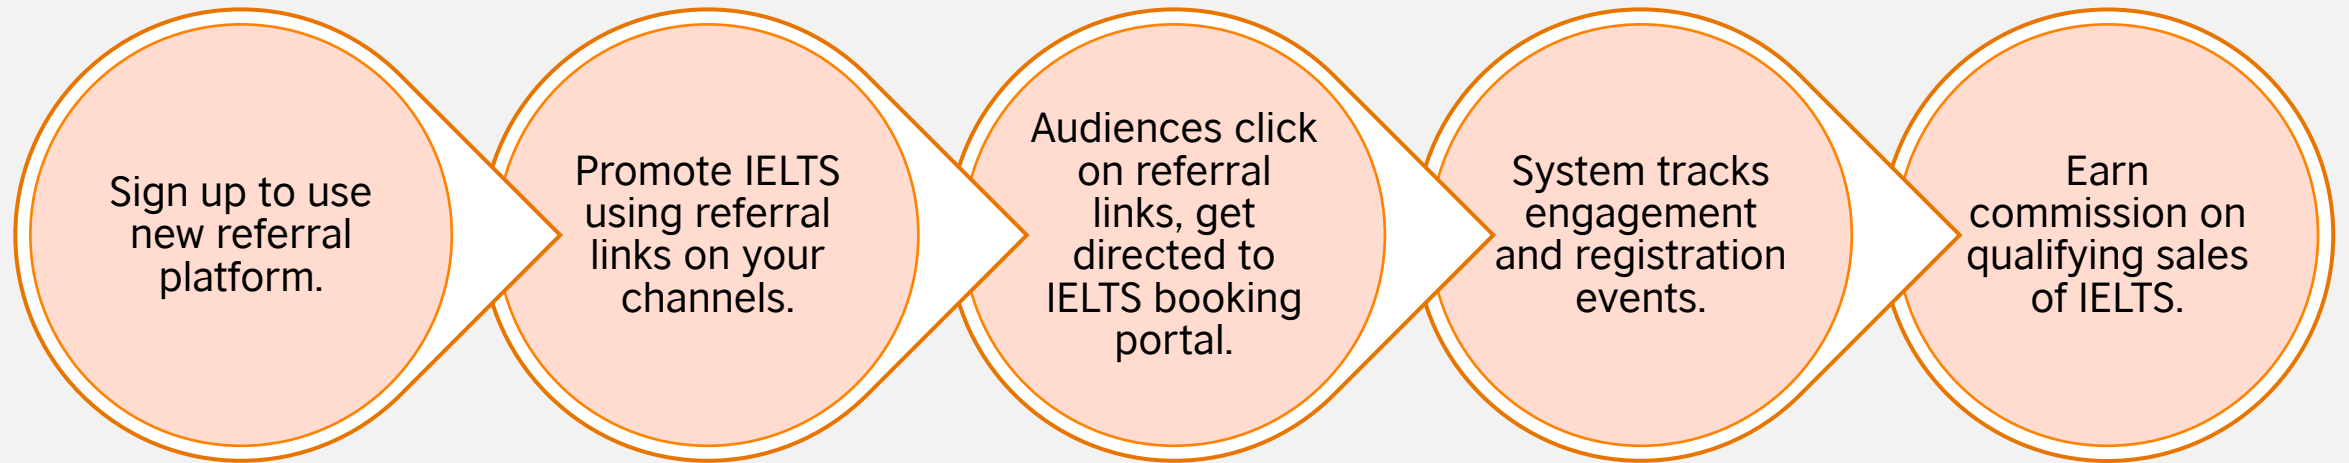 Sign up to use
new referral
platform.
Promote IELTS
using referral
links on your
channels.
Audiences click
on referral
links, get
directed to
IELTS booking
portal.
System tracks
engagement
and registration
events.
Earn
commission on
qualifying sales
of IELTS.